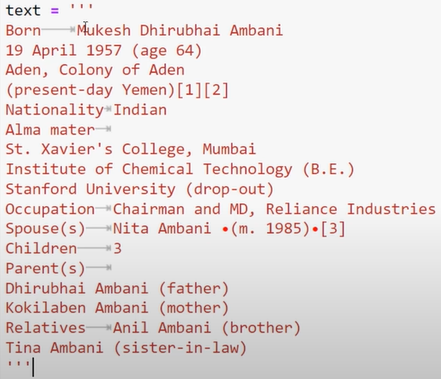 text = '''
Born	Mukesh Dhirubhai Ambani
19 April 1957 (age 64)
Aden, Colony of Aden
(present-day Yemen)[1][2]
Nationality	Indian
Alma mater	
St. Xavier's College, Mumbai
Institute of Chemical Technology (B.E.)
Stanford University (drop-out)
Occupation	Chairman and MD, Reliance Industries
Spouse(s)	Nita Ambani •(m. 1985)•[3]
Children	3
Parent(s)	
Dhirubhai Ambani (father)
Kokilaben Ambani (mother)
Relatives	Anil Ambani (brother)
Tina Ambani (sister-in-law)
'''